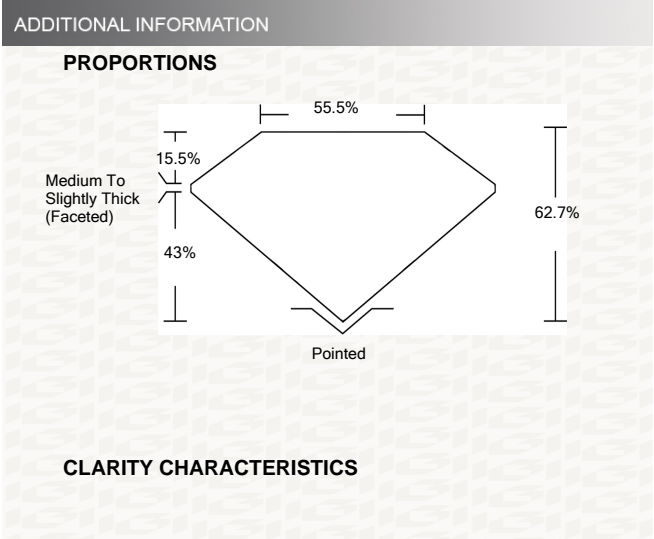 ADDITIONAL INFORMATION
PROPORTIONS
55.5%
15.5%
Medium To
Slightly Thick
(Faceted)
62.7%
43%
Pointed
CLARITY CHARACTERISTICS